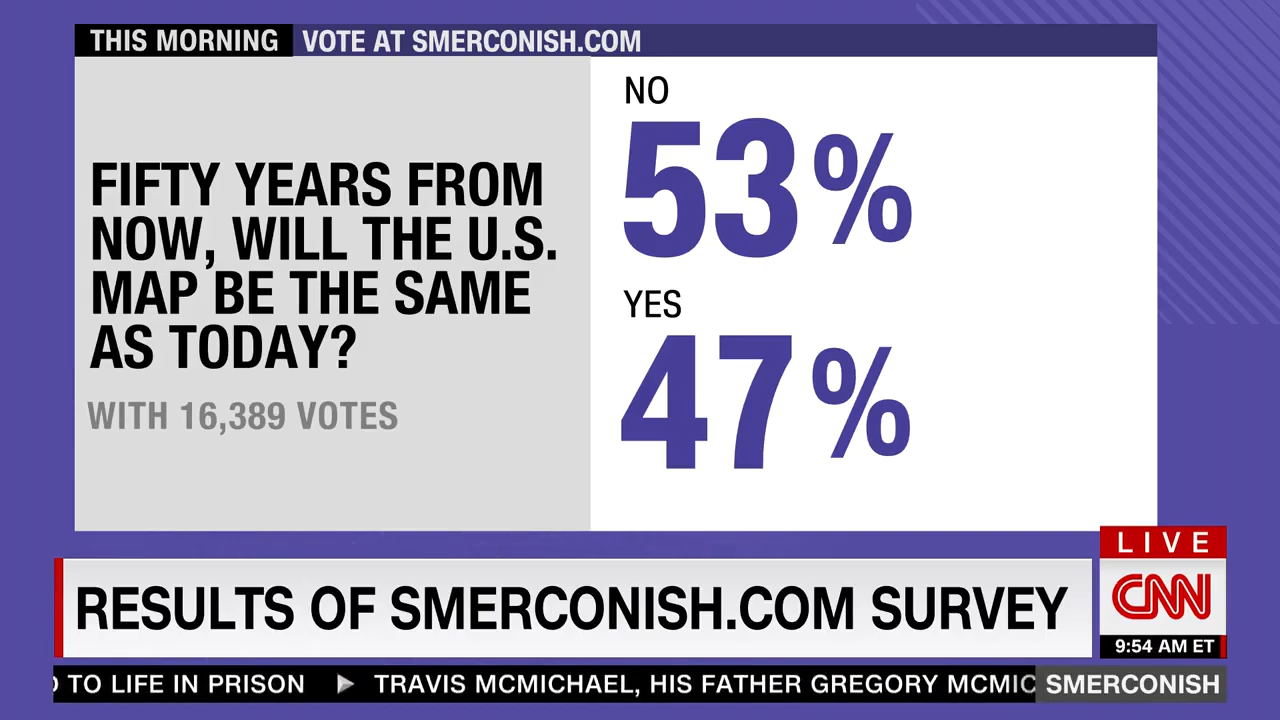 THIS MORNING VOTE AT SMERCONISH.COM
FIFTY YEARS FROM
NOW, WILL THE U.S.
MAP BE THE SAME
AS TODAY?
WITH 16,389 VOTES
NO
53%
YES
47%
LIVE
CNN
9:54 AM ET
RESULTS OF SMERCONISH.COM SURVEY
TO LIFE IN PRISON TRAVIS MCMICHAEL, HIS FATHER GREGORY MCMIC
SMERCONISH